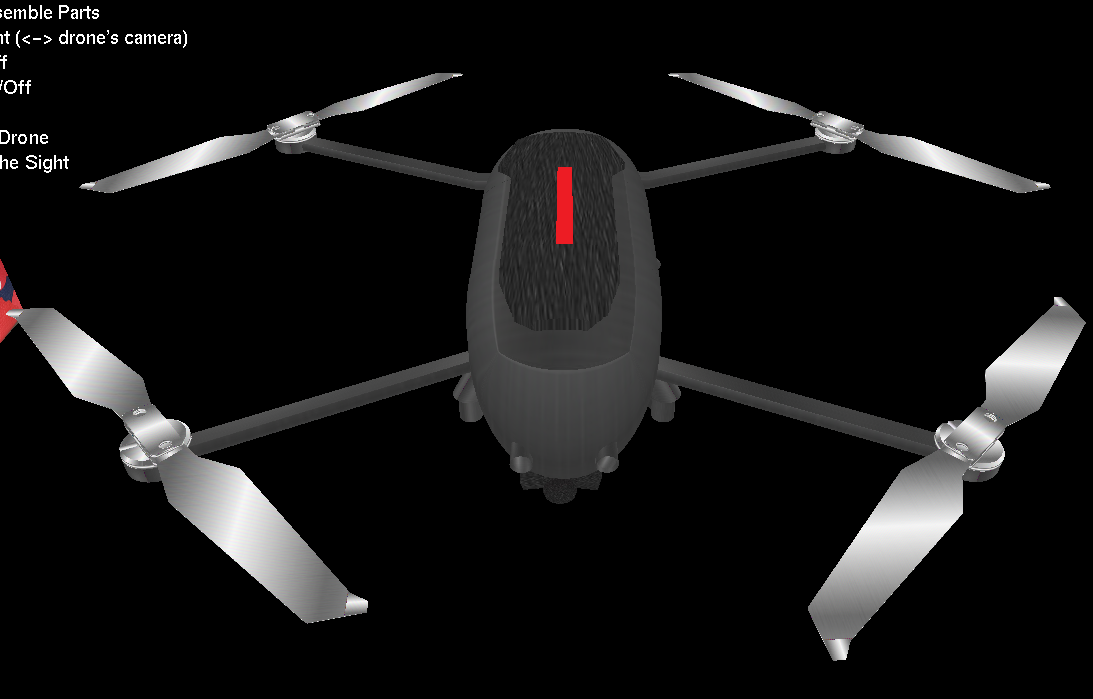 semble Parts
nt (<-> drone's camera)
ff
/Off
Drone
he Sight